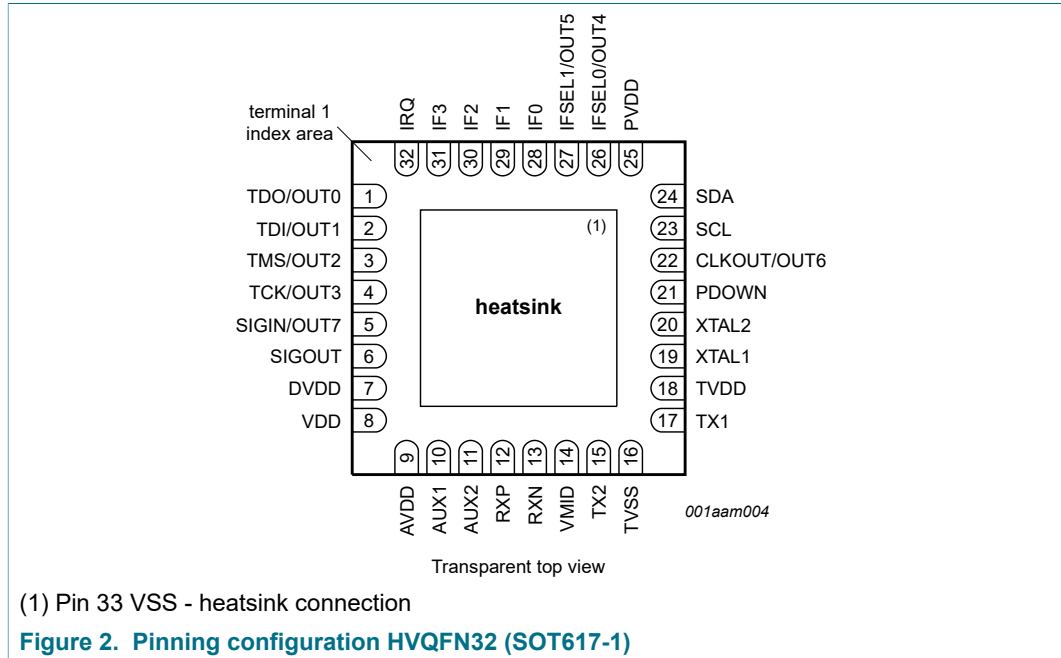 IRQ
IF3
IF2
IF1
IF0
IFSEL1/OUT5
IFSEL0/OUT4
PVDD
terminal 1
index area
32
31
30
29
28
27
26
25
TDO/OUT0 1
TDI/OUT1 2
TMS/OUT2 3
TCK/OUT3 4
SIGIN/OUT7 5
SIGOUT 6
DVDD 7
VDD 8
(1)
heatsink
24 SDA
23 SCL
22 CLKOUT/OUT6
21 PDOWN
20 XTAL2
19 XTAL1
18 TVDD
17 TX1
9
10
11
12
13
14
15
16
AVDD
AUX1
AUX2
RXP
RXN
VMID
TX2
TVSS
001aam004
Transparent top view
(1) Pin 33 VSS - heatsink connection
Figure 2. Pinning configuration HVQFN32 (SOT617-1)